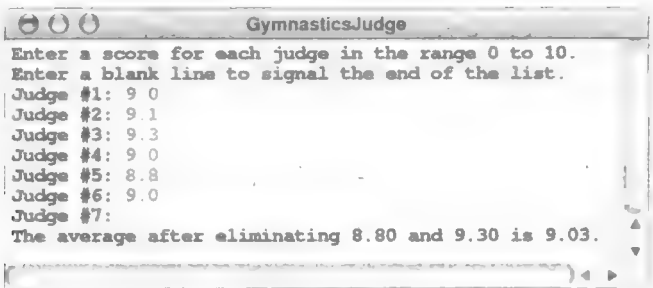 GymnasticsJudge
Enter a score for each judge in the range 0 to 10.
Enter a blank line to signal the end of the list.
Judge #1: 9 0
Judge #2: 9.1
Judge #3: 9.3
Judge #4: 9 0
Judge #5: 8.8
Judge #6: 9.0
Judge #7:
The average after eliminating 8.80 and 9.30 is 9.03.